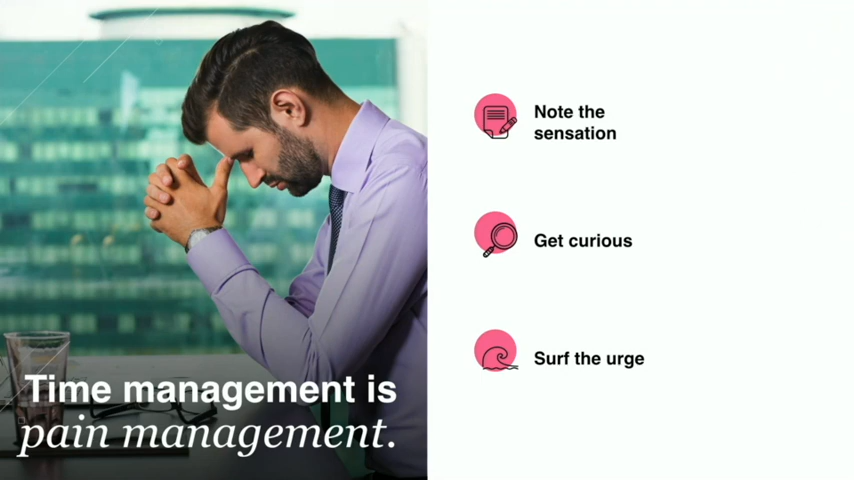 Time management is
pain management.
Note the
sensation
Get curious
Surf the urge